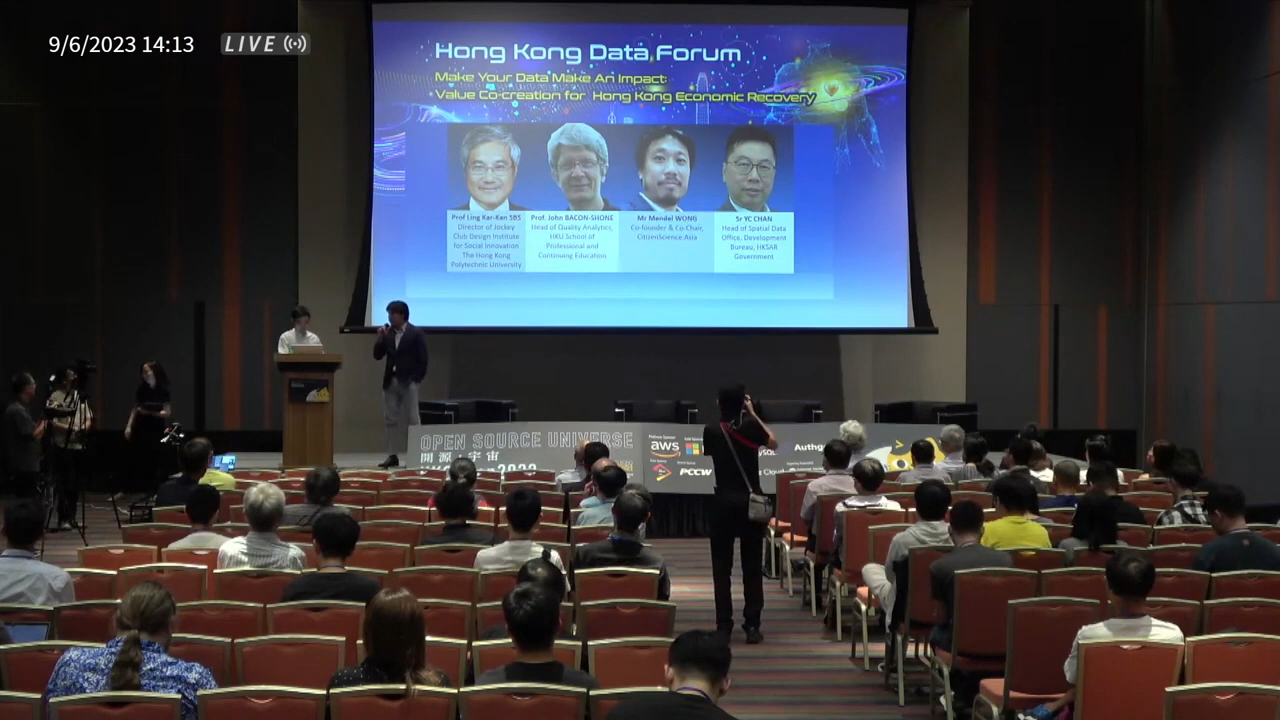 9/6/2023 14:13 LIVE
Hong Kong Data Forum
Make Your Data Make An Impact:
Value Co-creation for Hong Kong Economic Recovery
Prof Ling Kar-Kan SBS
Director of Jockey
Club Design Institute
for Social Innovation
The Hong Kong
Polytechnic University
Prof. John BACON-SHONE
Head of Quality Analytics,
HKU School of
Professional and
Continuing Education
Mr Mendel WONG
Co-founder & Co-Chair,
CitizenScience.Asia
Sr YC CHAN
Head of Spatial Data
Office, Development
Bureau, HKSAR
Government
OPEN SOURCE UNIVERSE
開源 宇宙
aws
PCCW
Cloud